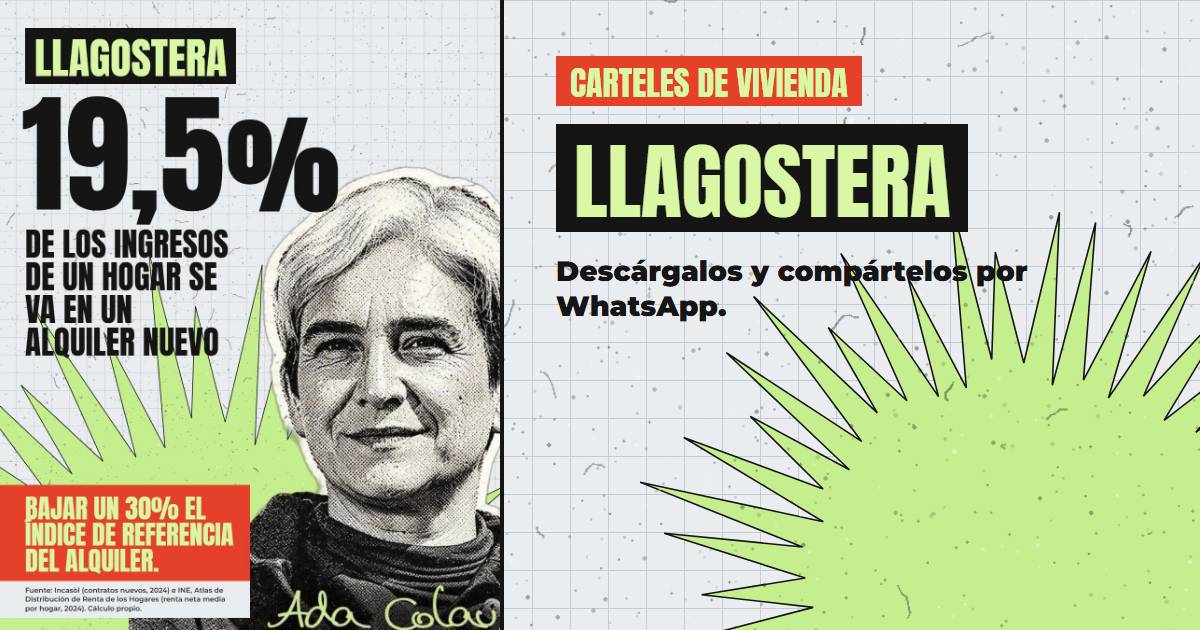 LLAGOSTERA
19,5%
DE LOS INGRESOS
DE UN HOGAR SE
VA EN UN
ALQUILER NUEVO
BAJAR UN 30% EL
ÍNDICE DE REFERENCIA
DEL ALQUILER.
Fuente: Incasòl (contratos nuevos, 2024) e INE, Atlas de
Distribución de Renta de los Hogares (renta neta media
por hogar, 2024). Cálculo propio.
Ada Colau
CARTELES DE VIVIENDA
LLAGOSTERA
Descárgalos y compártelos por
WhatsApp.